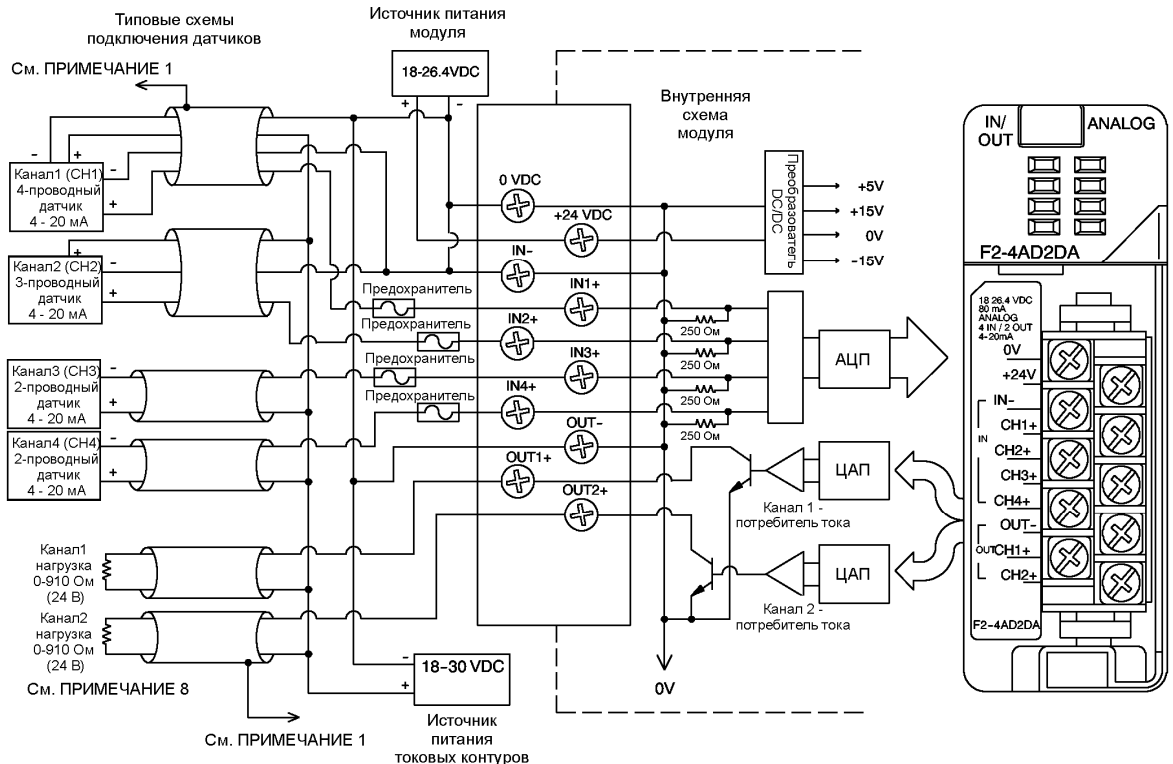 Типовые схемы
подключения датчиков
См. ПРИМЕЧАНИЕ 1
Источник питания
модуля
18-26.4VDC
+
-
Внутренняя
схема
модуля
-
+
Канал1 (CH1)
4-проводный
датчик
4 - 20 мА
-
+
Канал2 (CH2)
3-проводный
датчик
4 - 20 мА
+
-
+
Канал3 (CH3)
2-проводный
датчик
4 - 20 мА
-
+
Канал4 (CH4)
2-проводный
датчик
4 - 20 мА
-
+
Канал1
нагрузка
0-910 Ом
(24 В)
Канал2
нагрузка
0-910 Ом
(24 В)
См. ПРИМЕЧАНИЕ 8
См. ПРИМЕЧАНИЕ 1
Предохранитель
Предохранитель
Предохранитель
Предохранитель
-
+
18-30 VDC
Источник
питания
токовых контуров
0 VDC
+24 VDC
IN-
IN1+
IN2+
IN3+
IN4+
OUT-
OUT1+
OUT2+
Преобразователь
DC/DC
+5V
+15V
0V
-15V
250 Ом
250 Ом
250 Ом
250 Ом
АЦП
ЦАП
Канал 1 -
потребитель тока
ЦАП
Канал 2 -
потребитель тока
0V
IN/
OUT
ANALOG
F2-4AD2DA
18 26.4 VDC
80 mA
ANALOG
4 IN / 2 OUT
4-20mA
0V
+24V
IN-
CH1+
IN
CH2+
CH3+
CH4+
OUT-
OUT
CH1+
CH2+
F2-4AD2DA